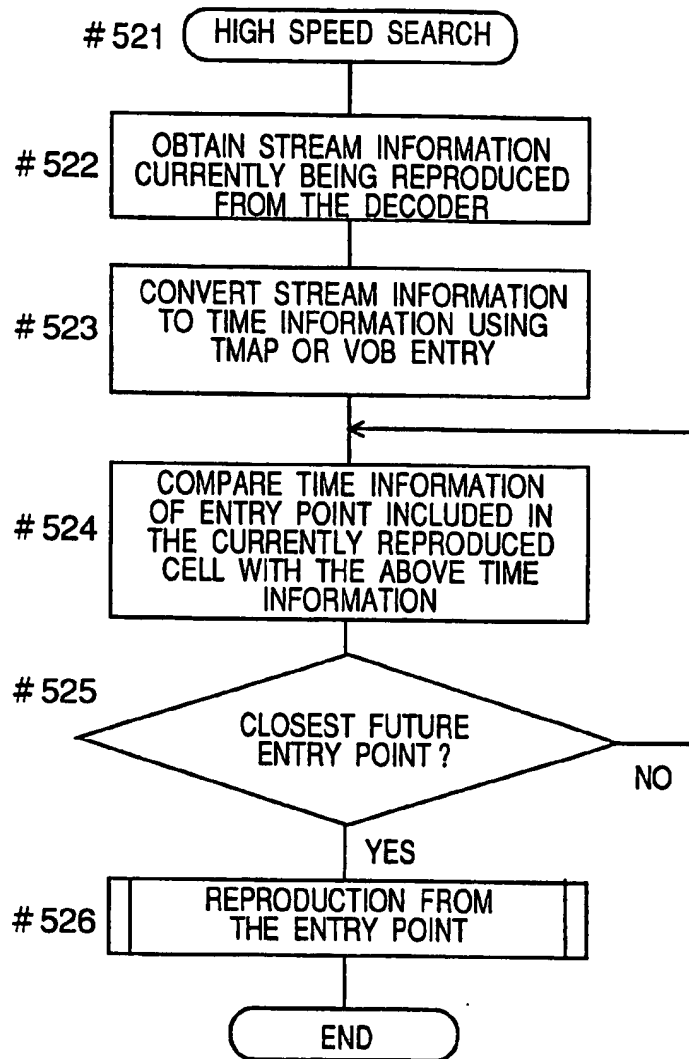 #521 HIGH SPEED SEARCH
#522
OBTAIN STREAM INFORMATION
CURRENTLY BEING REPRODUCED
FROM THE DECODER
#523
CONVERT STREAM INFORMATION
TO TIME INFORMATION USING
TMAP OR VOB ENTRY
#524
COMPARE TIME INFORMATION
OF ENTRY POINT INCLUDED IN
THE CURRENTLY REPRODUCED
CELL WITH THE ABOVE TIME
INFORMATION
#525
CLOSEST FUTURE
ENTRY POINT?
NO
YES
#526
REPRODUCTION FROM
THE ENTRY POINT
END